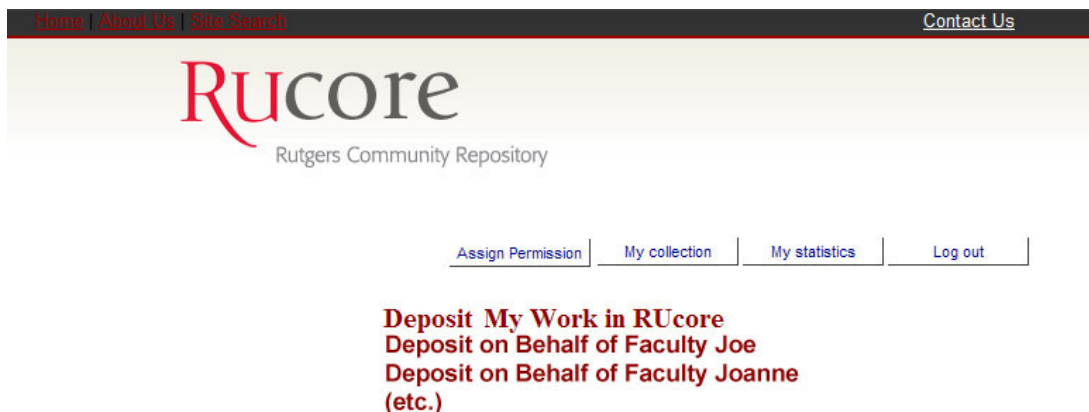 Home | About Us | Site Search Contact Us
Rucore
Rutgers Community Repository
Assign Permission My collection My statistics Log out
Deposit My Work in RUcore
Deposit on Behalf of Faculty Joe
Deposit on Behalf of Faculty Joanne
(etc.)